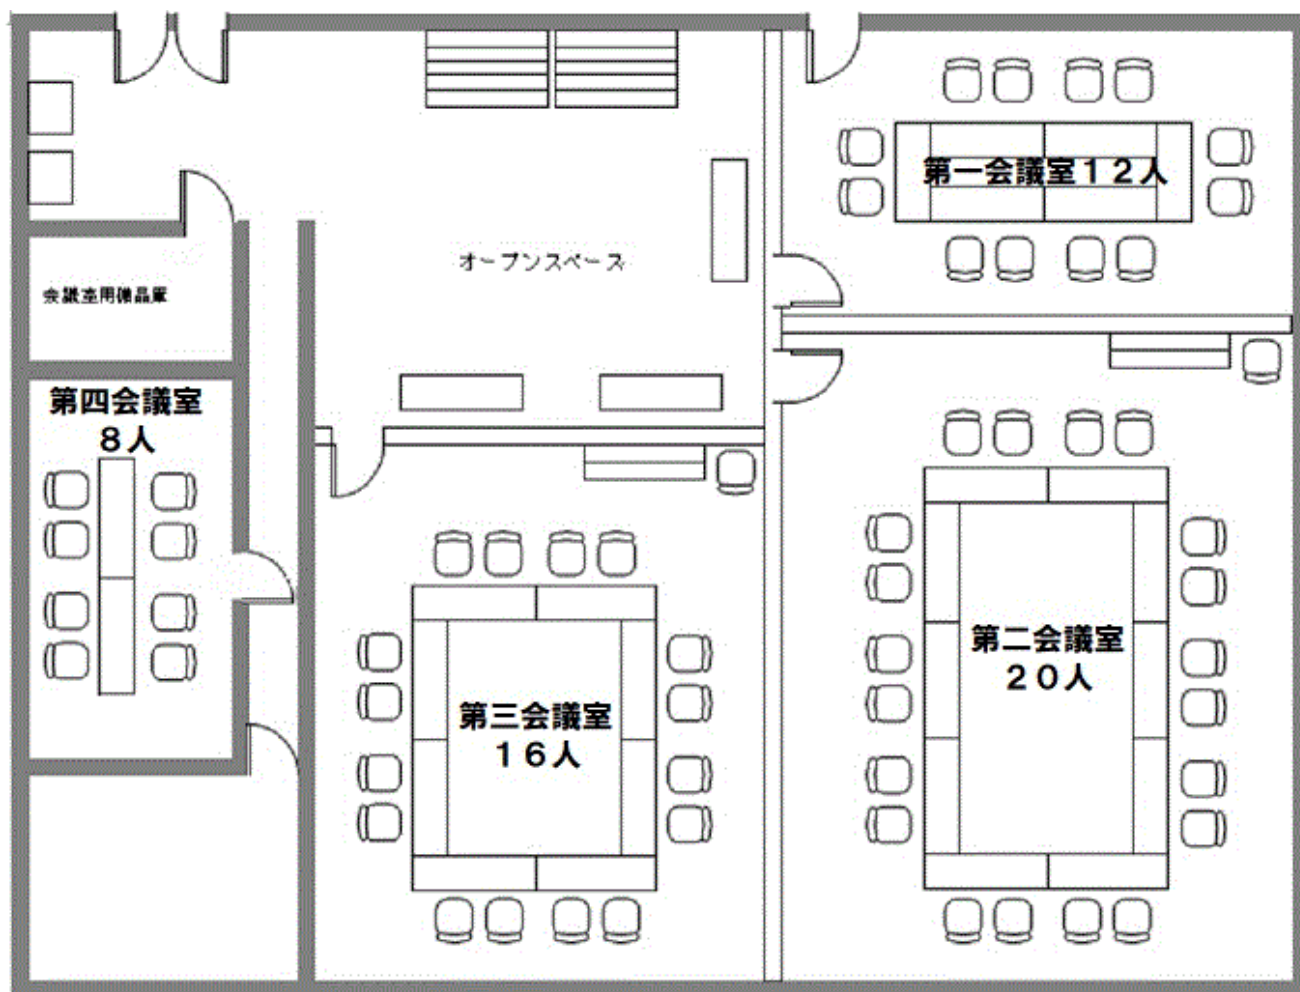 第一会議室１２人
オープンスペース
会議室用備品庫
第四会議室
８人
第二会議室
２０人
第三会議室
１６人